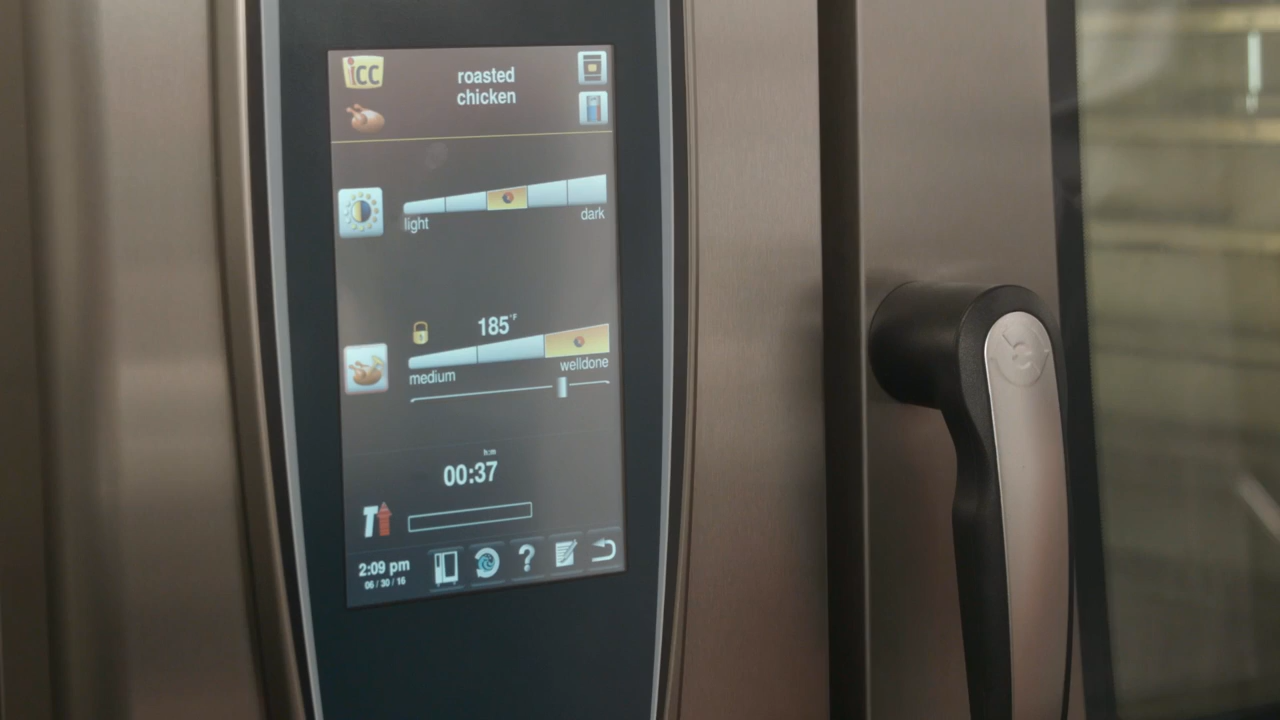 icc
roasted
chicken
light
dark
185°F
medium
welldone
h:m
00:37
T
2:09 pm
06 / 30 / 16
?